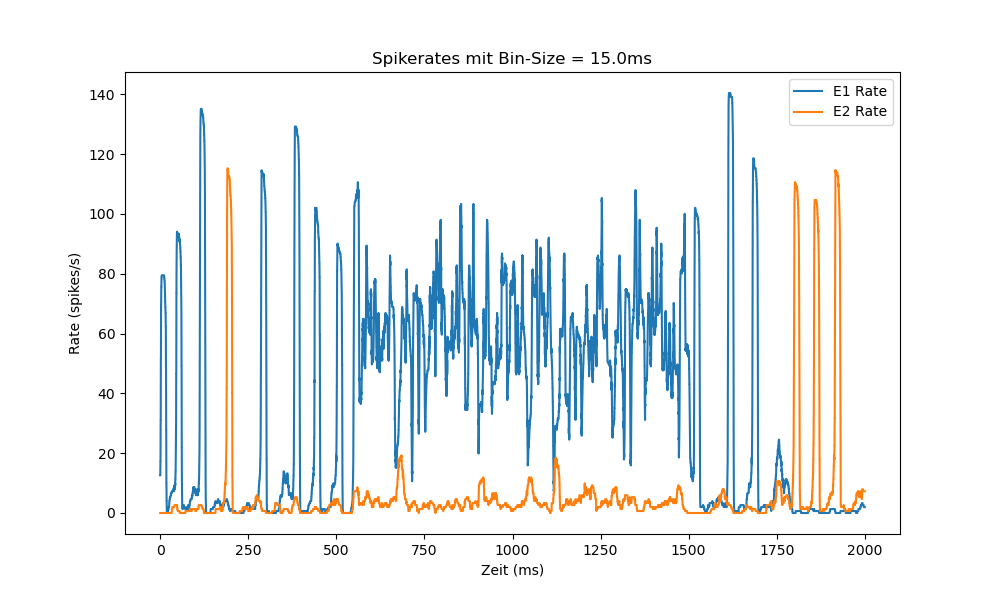 Spikerates mit Bin-Size = 15.0ms
E1 Rate
E2 Rate
140
120
100
80
60
40
20
0
Rate (spikes/s)
0 250 500 750 1000 1250 1500 1750 2000
Zeit (ms)